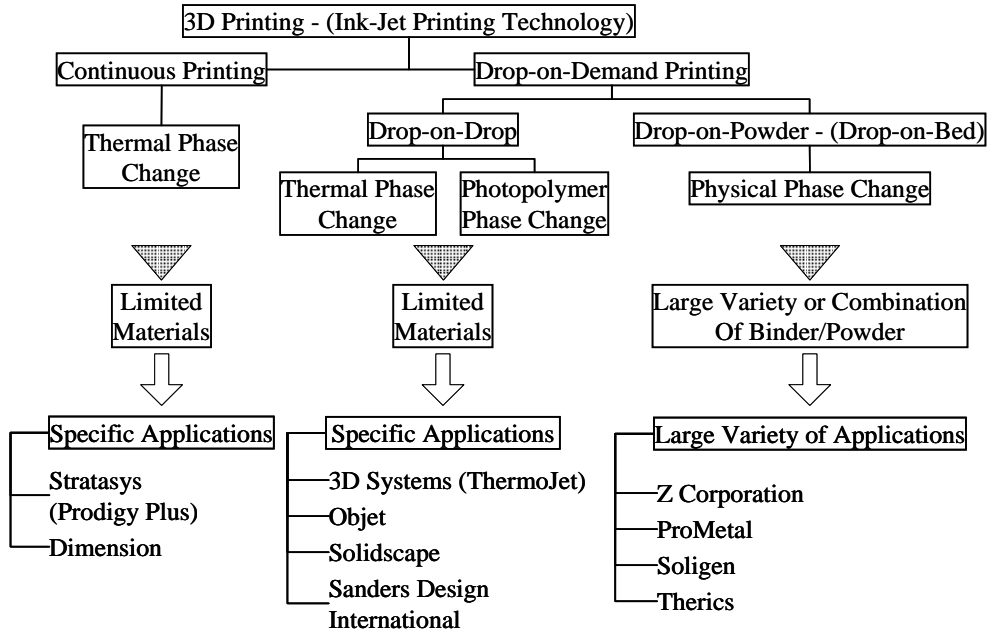 3D Printing - (Ink-Jet Printing Technology)
Continuous Printing
Drop-on-Demand Printing
Drop-on-Drop
Drop-on-Powder - (Drop-on-Bed)
Thermal Phase
Change
Thermal Phase
Change
Photopolymer
Phase Change
Physical Phase Change
Limited
Materials
Limited
Materials
Large Variety or Combination
Of Binder/Powder
Specific Applications
Stratasys
(Prodigy Plus)
Dimension
Specific Applications
3D Systems (ThermoJet)
Objet
Solidscape
Sanders Design
International
Large Variety of Applications
Z Corporation
ProMetal
Soligen
Therics